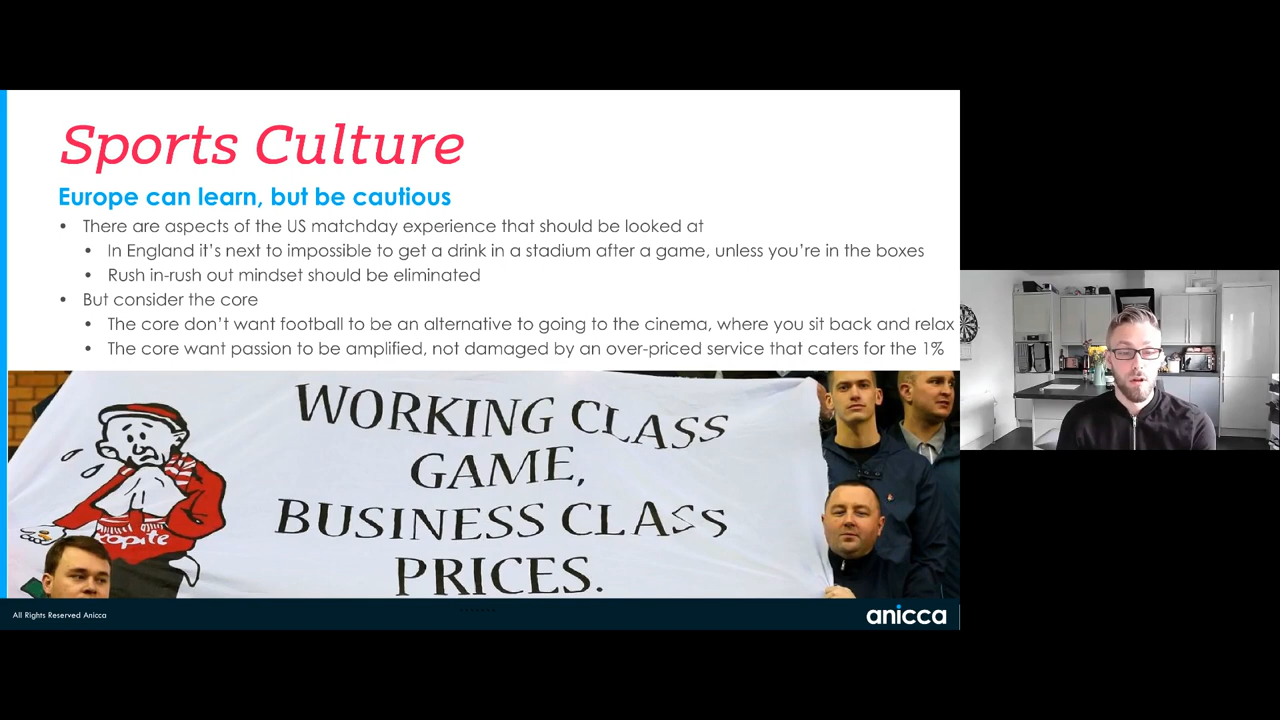 Sports Culture
Europe can learn, but be cautious
• There are aspects of the US matchday experience that should be looked at
• In England it’s next to impossible to get a drink in a stadium after a game, unless you’re in the boxes
• Rush in-rush out mindset should be eliminated
• But consider the core
• The core don’t want football to be an alternative to going to the cinema, where you sit back and relax
• The core want passion to be amplified, nor damaged by an over-priced service that caters for the 1%
WORKING CLASS
GAME,
BUSINESS CLASS
PRICES.
Kopite
All Rights Reserved Anicca
anicca